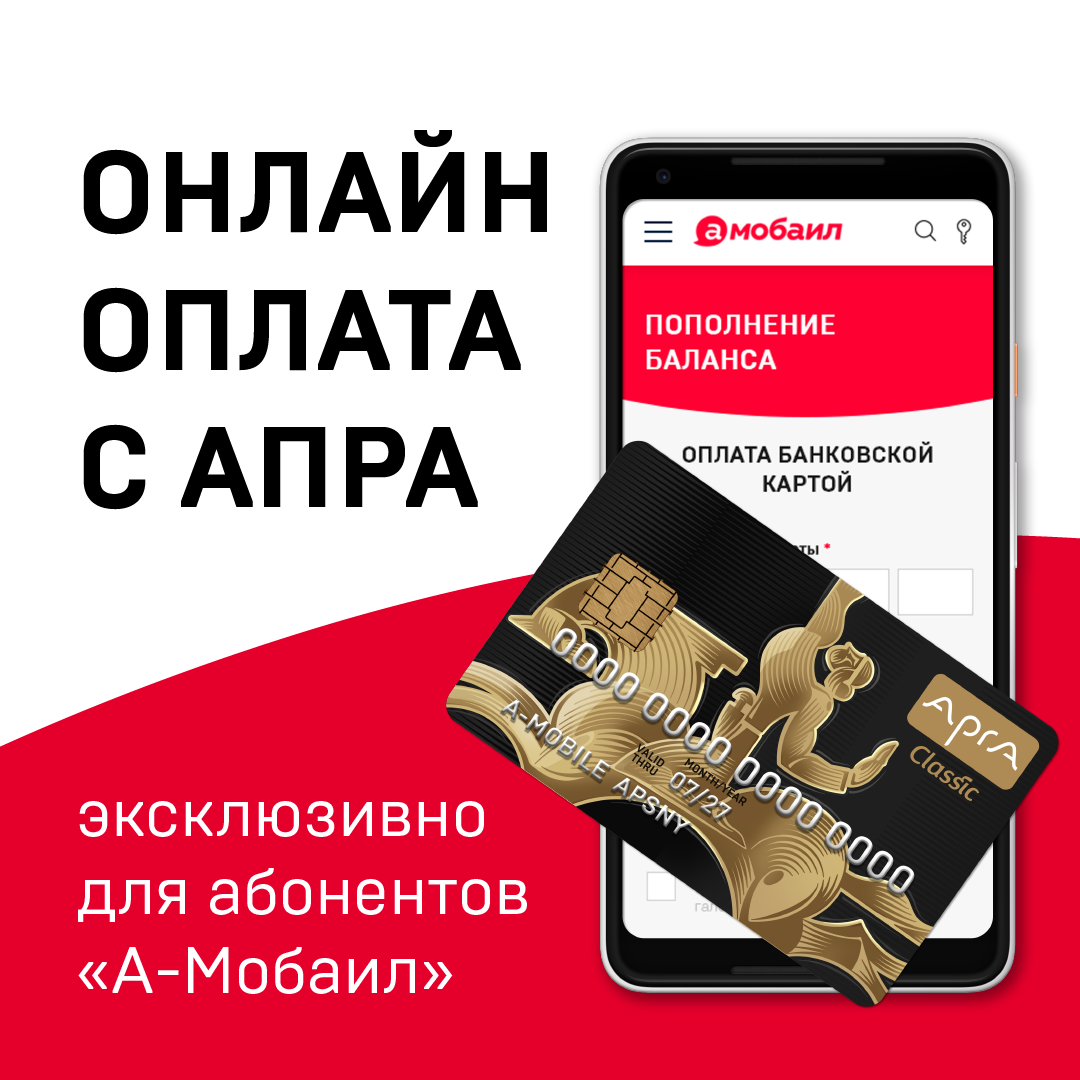 ОНЛАЙН
ОПЛАТА
С АПРА
эксклюзивно
для абонентов
«А-Мобаил»
а мобаил
ПОПОЛНЕНИЕ
БАЛАНСА
ОПЛАТА БАНКОВСКОЙ
КАРТОЙ
*
0000 0000 0000 0000
VALID
THRU
MONTH/YEAR
07/27
A-MOBILE APSNY
Apra
Classic